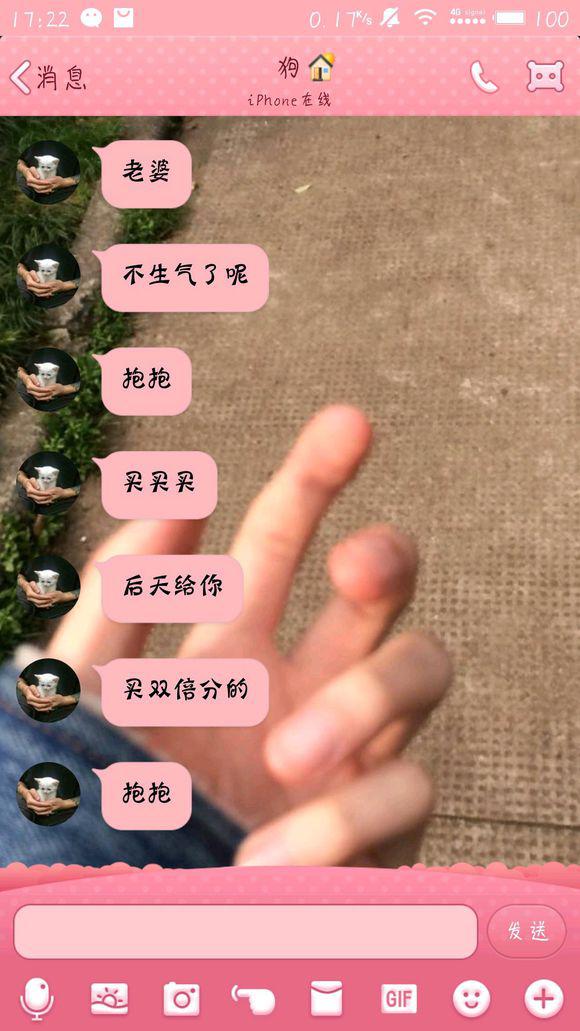 17:22
0.17K/s
4G signal
100
消息
狗
iPhone在线
老婆
不生气了呢
抱抱
买买买
后天给你
买双倍分的
抱抱
发送
GIF